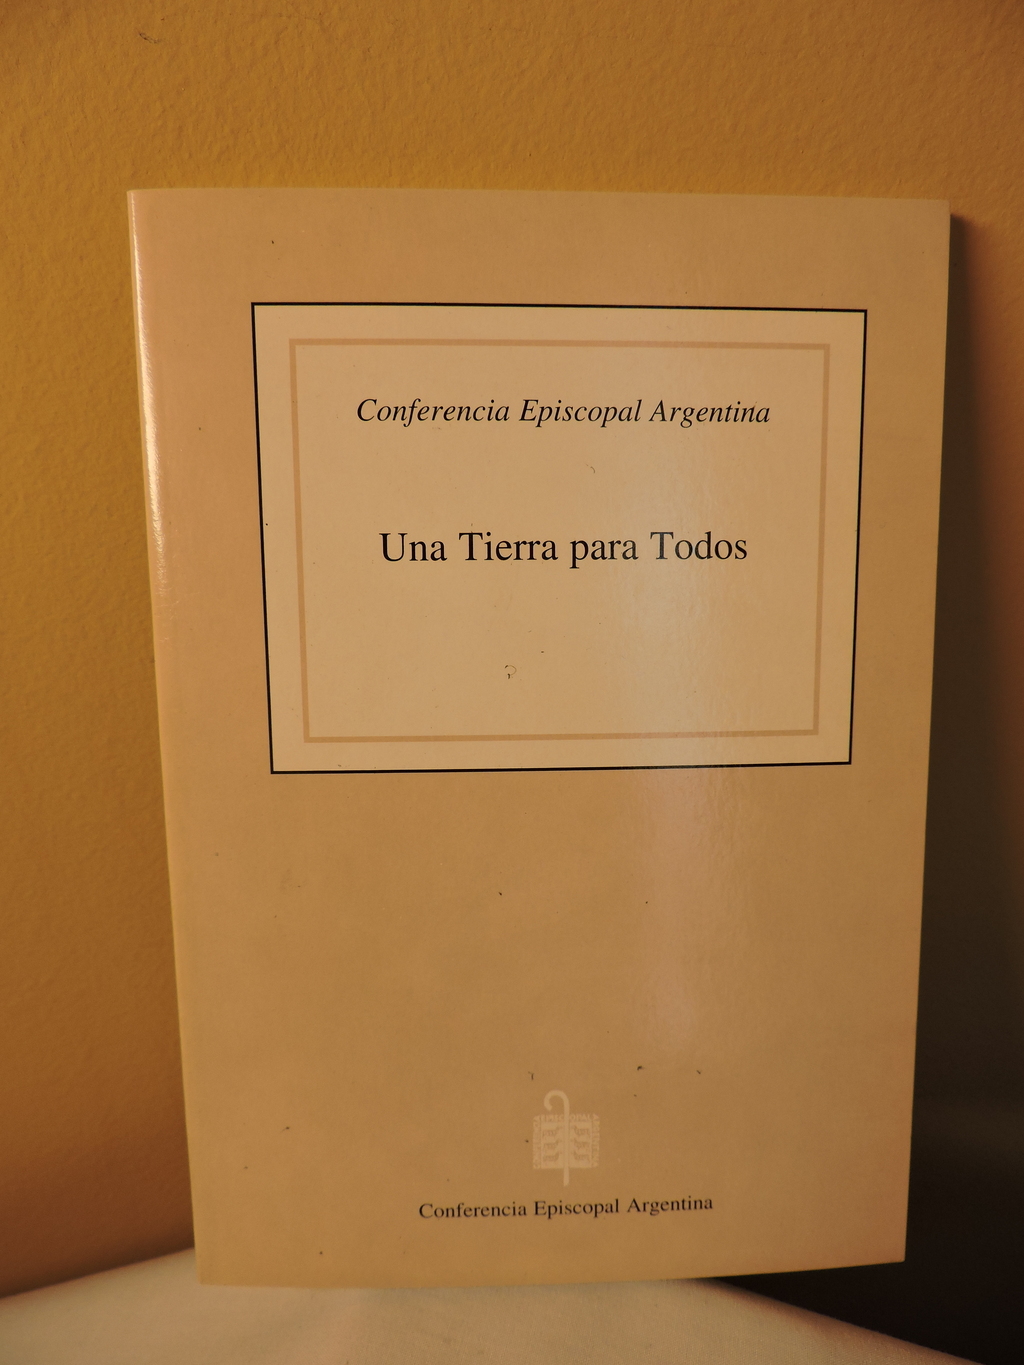 Conferencia Episcopal Argentina
Una Tierra para Todos
Conferencia Episcopal Argentina